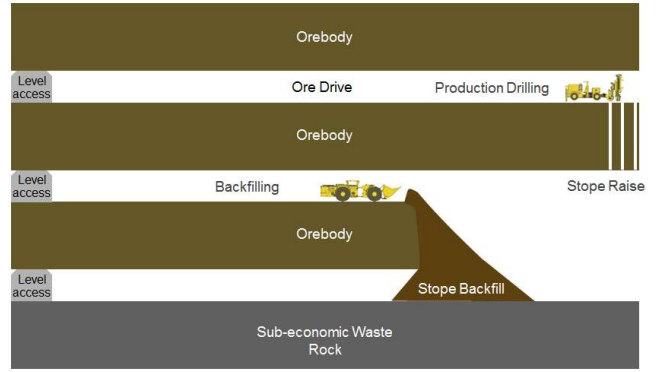 Orebody
Level
access
Ore Drive
Production Drilling
Orebody
Level
access
Backfilling
Stope Raise
Orebody
Level
access
Stope Backfill
Sub-economic Waste
Rock